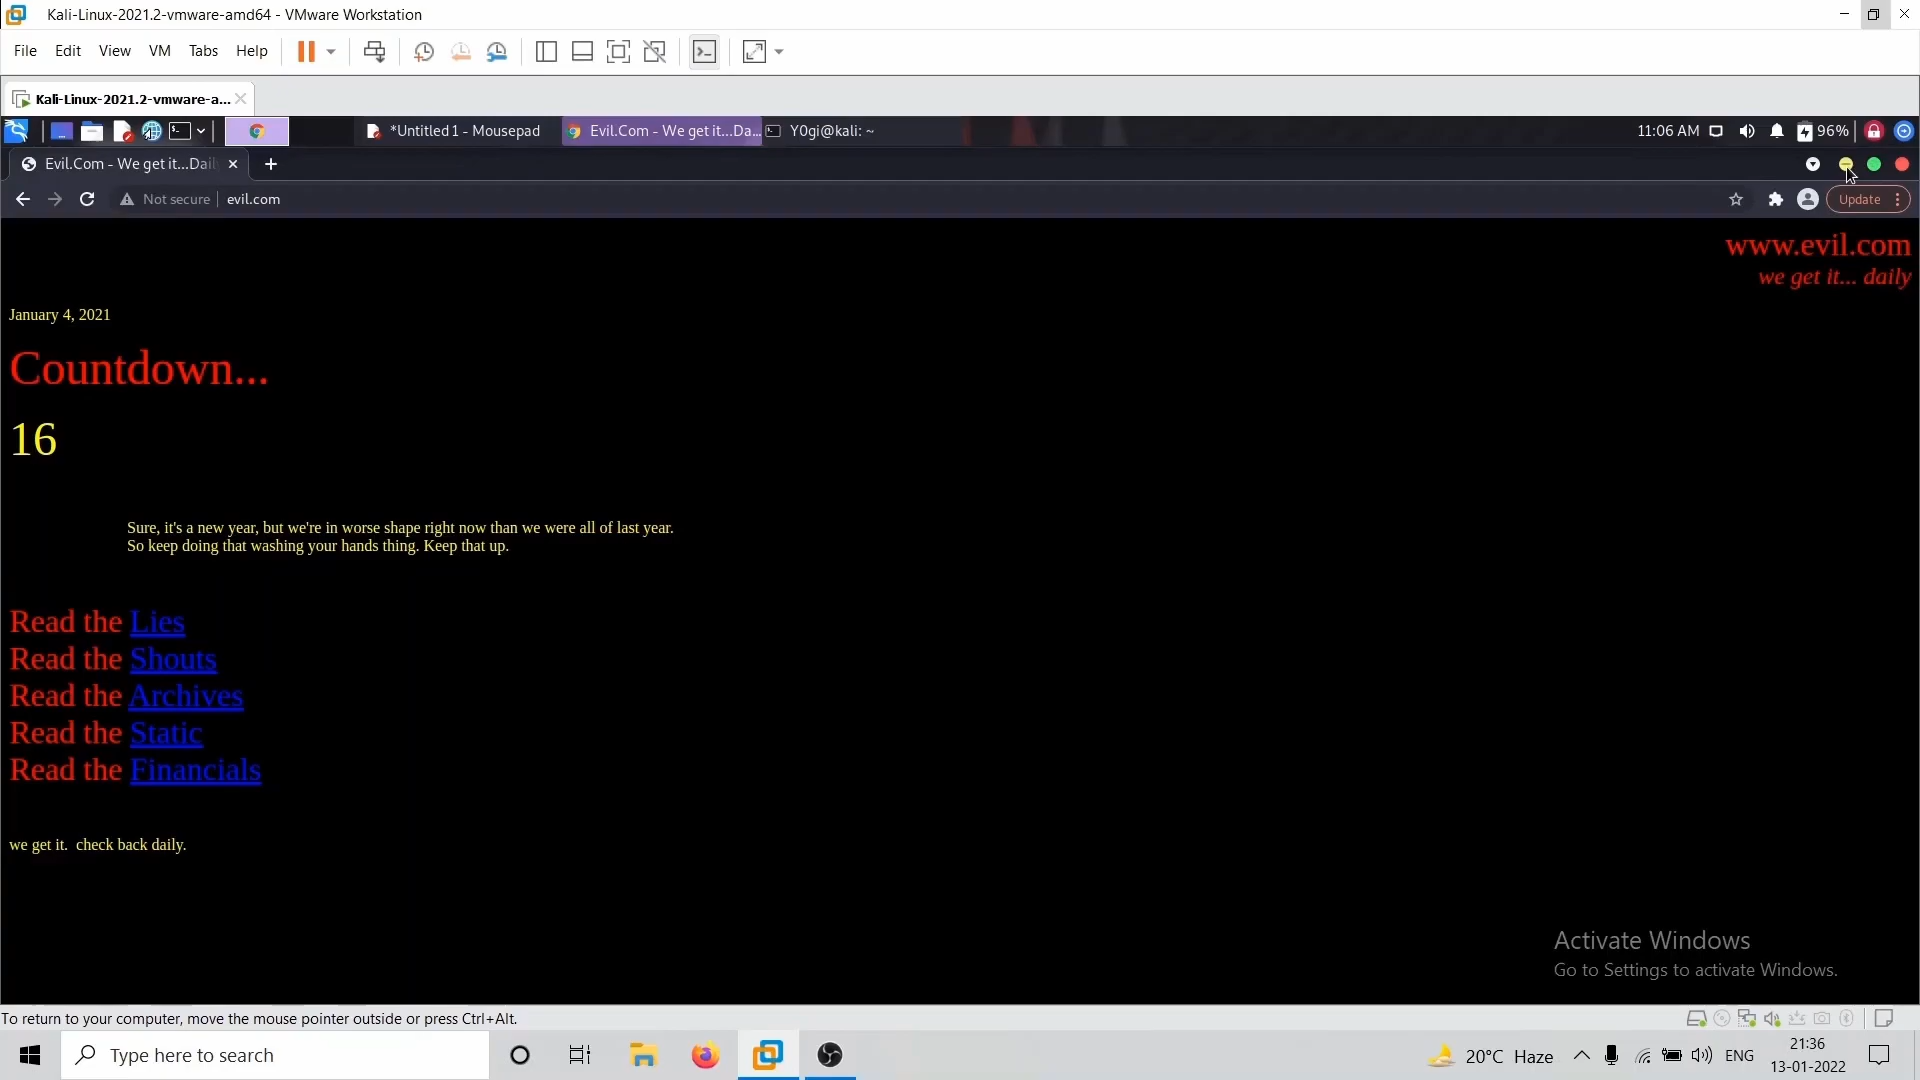 Kali-Linux-2021.2-vmware-amd64 - VMware Workstation
File Edit View VM Tabs Help
Kali-Linux-2021.2-vmware-a...
*Untitled 1 - Mousepad Evil.Com - We get it...Da... Y0gi@kali: ~ 11:06 AM 96%
Evil.Com - We get it...Dail
Not secure evil.com Update
www.evil.com
we get it... daily
January 4, 2021
Countdown...
16
Sure, it's a new year, but we're in worse shape right now than we were all of last year.
So keep doing that washing your hands thing. Keep that up.
Read the Lies
Read the Shouts
Read the Archives
Read the Static
Read the Financials
we get it.  check back daily.
Activate Windows
Go to Settings to activate Windows.
To return to your computer, move the mouse pointer outside or press Ctrl+Alt.
Type here to search 20°C Haze ENG 21:36
13-01-2022